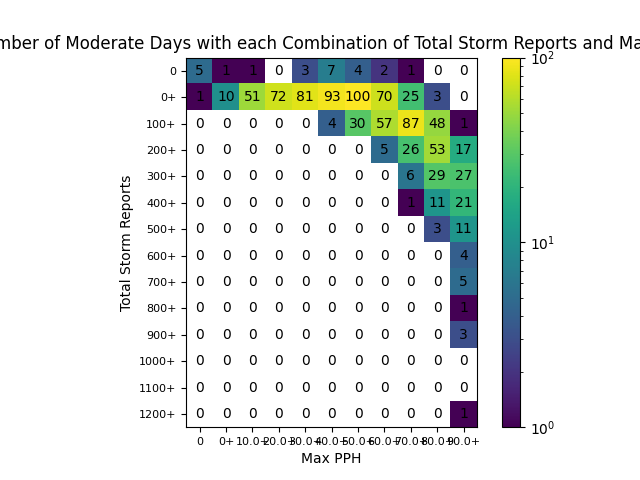 mber of Moderate Days with each Combination of Total Storm Reports and Ma
0 5 1 1 0 3 7 4 2 1 0 0
0+ 1 10 51 72 81 93 100 70 25 3 0
100+ 0 0 0 0 0 4 30 57 87 48 1
200+ 0 0 0 0 0 0 0 5 26 53 17
300+ 0 0 0 0 0 0 0 0 6 29 27
400+ 0 0 0 0 0 0 0 0 1 11 21
500+ 0 0 0 0 0 0 0 0 0 3 11
600+ 0 0 0 0 0 0 0 0 0 0 4
700+ 0 0 0 0 0 0 0 0 0 0 5
800+ 0 0 0 0 0 0 0 0 0 0 1
900+ 0 0 0 0 0 0 0 0 0 0 3
1000+ 0 0 0 0 0 0 0 0 0 0 0
1100+ 0 0 0 0 0 0 0 0 0 0 0
1200+ 0 0 0 0 0 0 0 0 0 0 1
0 0+ 10.0+ 20.0+ 30.0+ 40.0+ 50.0+ 60.0+ 70.0+ 80.0+ 90.0+
Max PPH
Total Storm Reports
10²
10¹
10⁰